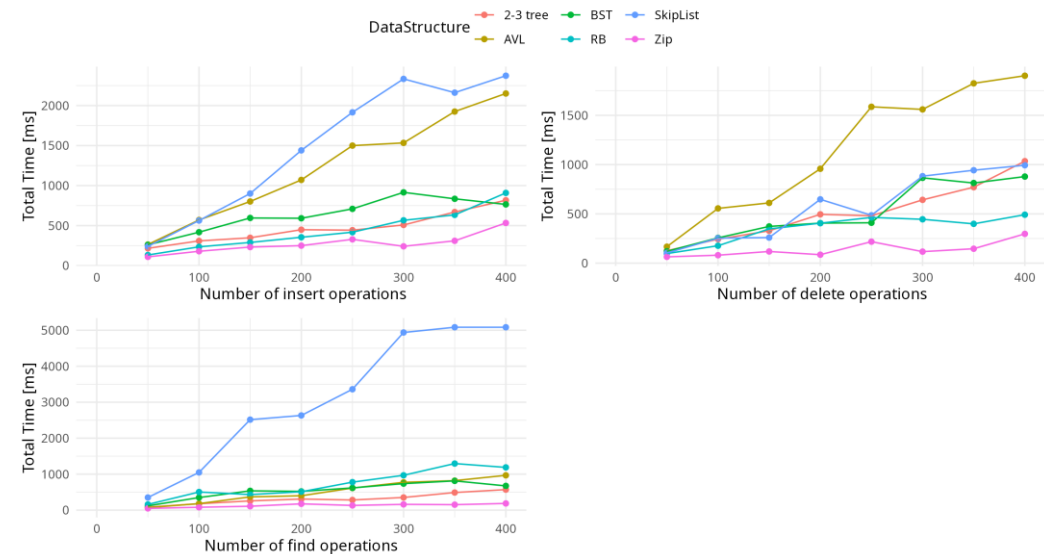 DataStructure
2-3 tree BST SkipList
AVL RB Zip
Total Time [ms]
2000
1500
1000
500
0
0 100 200 300 400
Number of insert operations
Total Time [ms]
1500
1000
500
0
0 100 200 300 400
Number of delete operations
Total Time [ms]
5000
4000
3000
2000
1000
0
0 100 200 300 400
Number of find operations